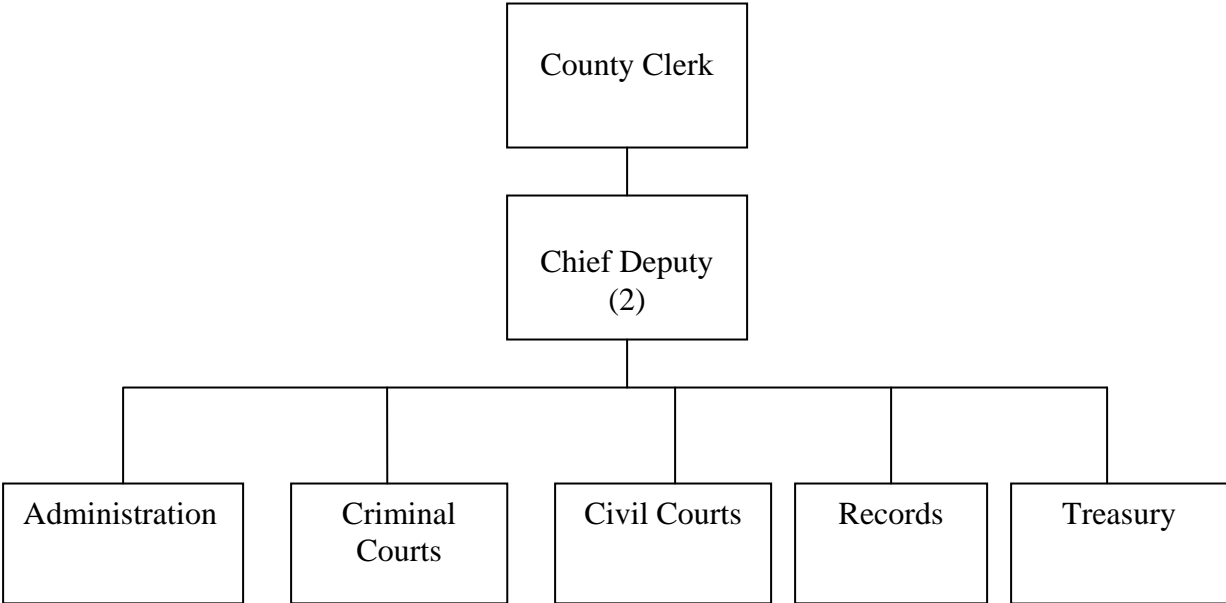 County Clerk
Chief Deputy
(2)
Administration
Criminal
Courts
Civil Courts
Records
Treasury